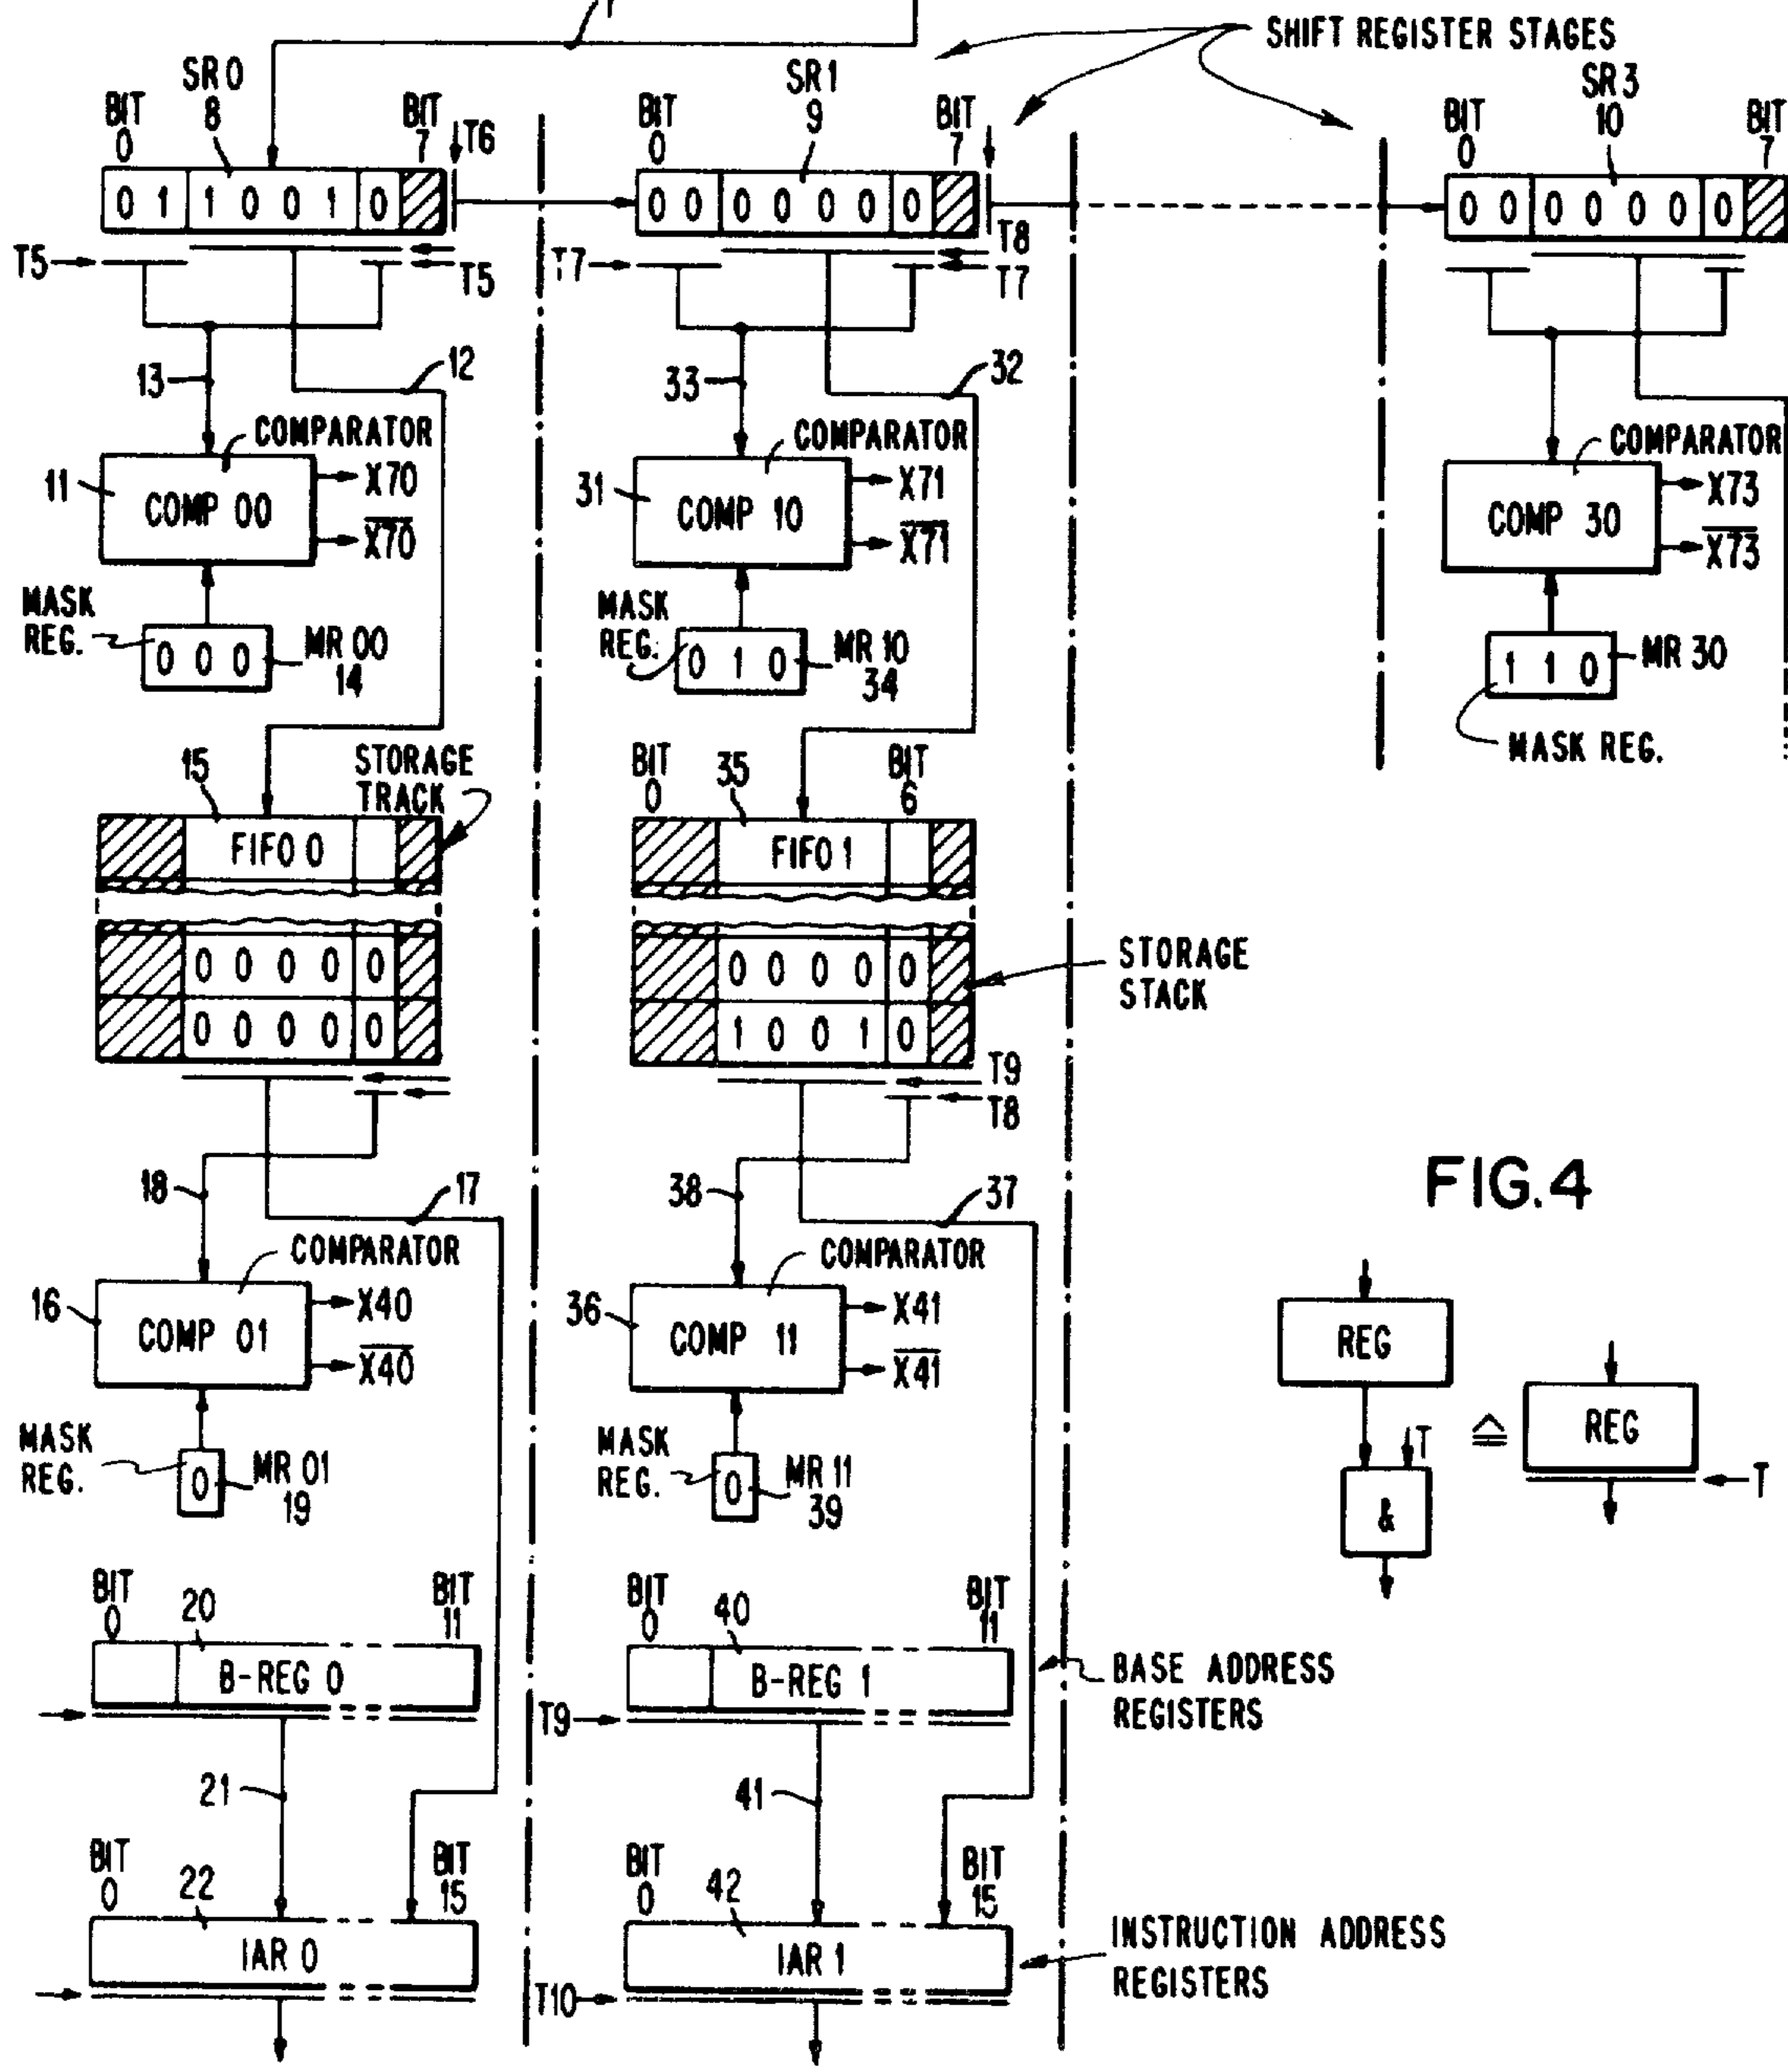 SHIFT REGISTER STAGES
SR 0
8
BIT
0
BIT
7
T6
0 1 1 0 0 1 0
T5
T5
SR 1
9
BIT
0
BIT
7
0 0 0 0 0 0 0
T8
T7
T7
SR 3
10
BIT
0
BIT
7
0 0 0 0 0 0 0
13
12
33
32
COMPARATOR
11
COMP 00
X70
X̅7̅0̅
COMPARATOR
31
COMP 10
X71
X̅7̅1̅
COMPARATOR
COMP 30
X73
X̅7̅3̅
MASK
REG.
0 0 0
MR 00
14
MASK
REG.
0 1 0
MR 10
34
1 1 0
MR 30
MASK REG.
15
STORAGE
TRACK
FIFO 0
0 0 0 0 0
0 0 0 0 0
BIT
0
35
BIT
6
FIFO 1
0 0 0 0 0
1 0 0 1 0
STORAGE
STACK
T9
T8
18
17
38
37
COMPARATOR
16
COMP 01
X40
X̅4̅0̅
COMPARATOR
36
COMP 11
X41
X̅4̅1̅
MASK
REG.
0
MR 01
19
MASK
REG.
0
MR 11
39
FIG.4
REG
T
&
≙
REG
T
BIT
0
20
BIT
11
B-REG 0
BIT
0
40
BIT
11
B-REG 1
T9
BASE ADDRESS
REGISTERS
21
41
BIT
0
22
BIT
15
IAR 0
BIT
0
42
BIT
15
IAR 1
T10
INSTRUCTION ADDRESS
REGISTERS